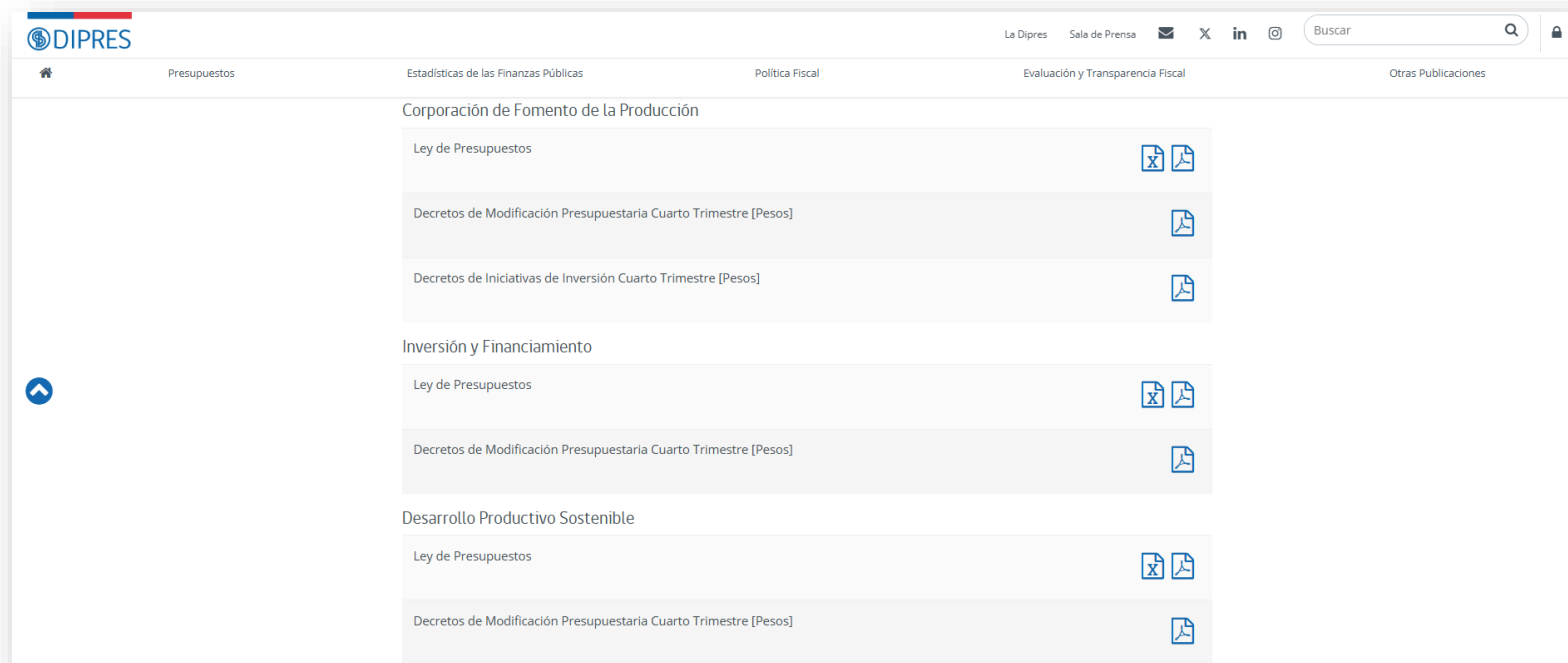 DIPRES
La Dipres Sala de Prensa Buscar
Presupuestos Estadísticas de las Finanzas Públicas Política Fiscal Evaluación y Transparencia Fiscal Otras Publicaciones
Corporación de Fomento de la Producción
Ley de Presupuestos
Decretos de Modificación Presupuestaria Cuarto Trimestre [Pesos]
Decretos de Iniciativas de Inversión Cuarto Trimestre [Pesos]
Inversión y Financiamiento
Ley de Presupuestos
Decretos de Modificación Presupuestaria Cuarto Trimestre [Pesos]
Desarrollo Productivo Sostenible
Ley de Presupuestos
Decretos de Modificación Presupuestaria Cuarto Trimestre [Pesos]